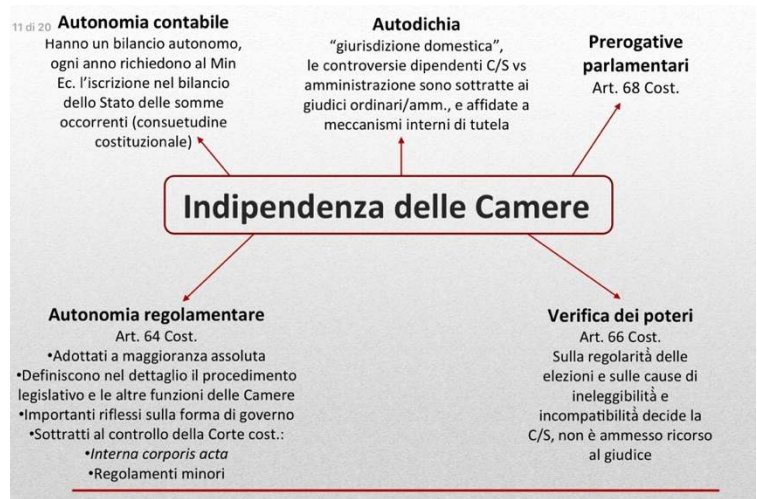 11 di 20
Autonomia contabile
Hanno un bilancio autonomo,
ogni anno richiedono al Min
Ec. l’iscrizione nel bilancio
dello Stato delle somme
occorrenti (consuetudine
costituzionale)
Autodichia
“giurisdizione domestica”,
le controversie dipendenti C/S vs
amministrazione sono sottratte ai
giudici ordinari/amm., e affidate a
meccanismi interni di tutela
Prerogative
parlamentari
Art. 68 Cost.
Indipendenza delle Camere
Autonomia regolamentare
Art. 64 Cost.
•Adottati a maggioranza assoluta
•Definiscono nel dettaglio il procedimento
legislativo e le altre funzioni delle Camere
•Importanti riflessi sulla forma di governo
•Sottratti al controllo della Corte cost.:
•Interna corporis acta
•Regolamenti minori
Verifica dei poteri
Art. 66 Cost.
Sulla regolarità delle
elezioni e sulle cause di
ineleggibilità e
incompatibilità decide la
C/S, non è ammesso ricorso
al giudice